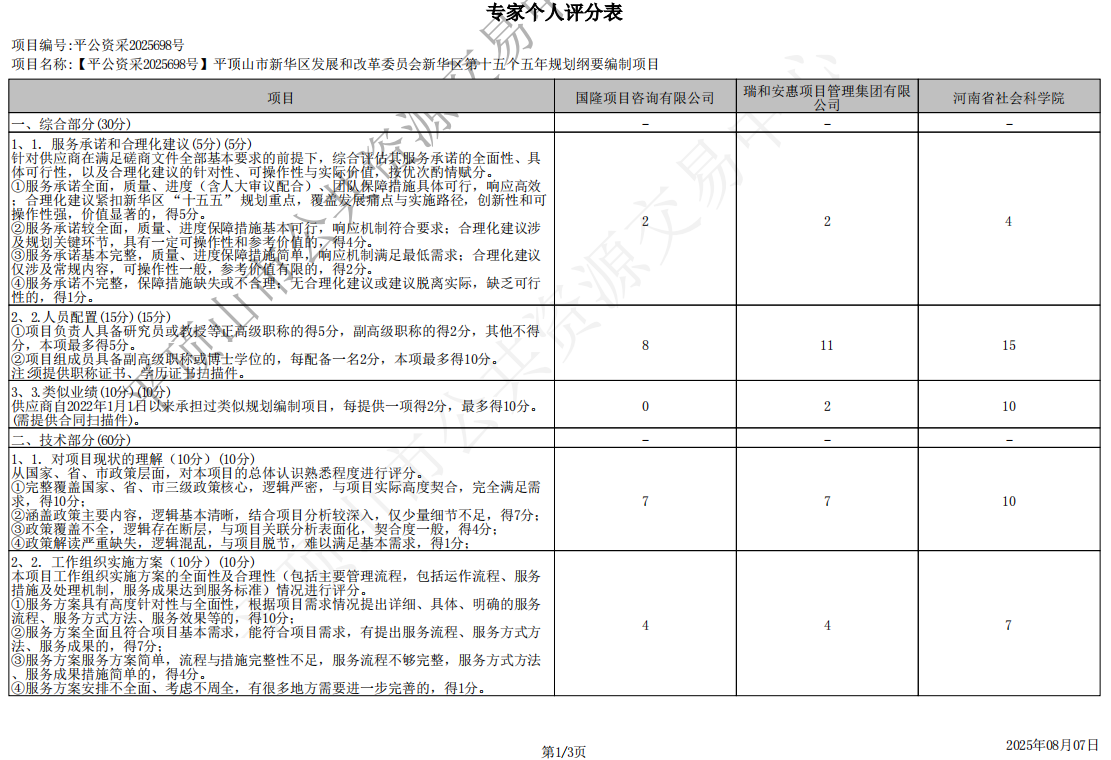 专家个人评分表
项目编号:平公资采2025698号
项目名称:【平公资采2025698号】平顶山市新华区发展和改革委员会新华区第十五个五年规划纲要编制项目
项目 国隆项目咨询有限公司 瑞和安惠项目管理集团有限公司 河南省社会科学院
一、综合部分(30分) - - -
1、1. 服务承诺和合理化建议(5分)(5分)
针对供应商在满足磋商文件全部基本要求的前提下，综合评估其服务承诺的全面性、具
体可行性，以及合理化建议的针对性、可操作性与实际价值，按优次酌情赋分。
①服务承诺全面，质量、进度（含人大审议配合）、团队保障措施具体可行，响应高效
；合理化建议紧扣新华区“十五五”规划重点，覆盖发展痛点与实施路径，创新性和可
操作性强，价值显著的，得5分。
②服务承诺较全面，质量、进度保障措施基本可行，响应机制符合要求；合理化建议涉
及规划关键环节，具有一定可操作性和参考价值的，得4分。
③服务承诺基本完整，质量、进度保障措施简单，响应机制满足最低需求；合理化建议
仅涉及常规内容，可操作性一般，参考价值有限的，得2分。
④服务承诺不完整，保障措施缺失或不合理；无合理化建议或建议脱离实际，缺乏可行
性的，得1分。
2 2 4
2、2.人员配置(15分)(15分)
①项目负责人具备研究员或教授等正高级职称的得5分，副高级职称的得2分，其他不得
分，本项最多得5分。
②项目组成员具备副高级职称或博士学位的，每配备一名2分，本项最多得10分。
注:须提供职称证书、学历证书扫描件。
8 11 15
3、3.类似业绩(10分)(10分)
供应商自2022年1月1日以来承担过类似规划编制项目，每提供一项得2分，最多得10分。
(需提供合同扫描件)。
0 2 10
二、技术部分(60分) - - -
1、1. 对项目现状的理解（10分）(10分)
从国家、省、市政策层面，对本项目的总体认识熟悉程度进行评分。
①完整覆盖国家、省、市三级政策核心，逻辑严密，与项目实际高度契合，完全满足需
求，得10分；
②涵盖政策主要内容，逻辑基本清晰，结合项目分析较深入，仅少量细节不足，得7分；
③政策覆盖不全，逻辑存在断层，与项目关联分析表面化，契合度一般，得4分；
④政策解读严重缺失，逻辑混乱，与项目脱节，难以满足基本需求，得1分；
7 7 10
2、2. 工作组织实施方案（10分）(10分)
本项目工作组织实施方案的全面性及合理性（包括主要管理流程，包括运作流程、服务
措施及处理机制，服务成果达到服务标准）情况进行评分。
①服务方案具有高度针对性与全面性，根据项目需求情况提出详细、具体、明确的服务
流程、服务方式方法、服务效果等的，得10分；
②服务方案全面且符合项目基本需求，能符合项目需求，有提出服务流程、服务方式方
法、服务成果的，得7分；
③服务方案服务方案简单，流程与措施完整性不足，服务流程不够完整，服务方式方法
、服务成果措施简单的，得4分。
④服务方案安排不全面、考虑不周全，有很多地方需要进一步完善的，得1分。
4 4 7
第1/3页
2025年08月07日
平顶山市公共资源交易中
平顶山市公共资源交易中心